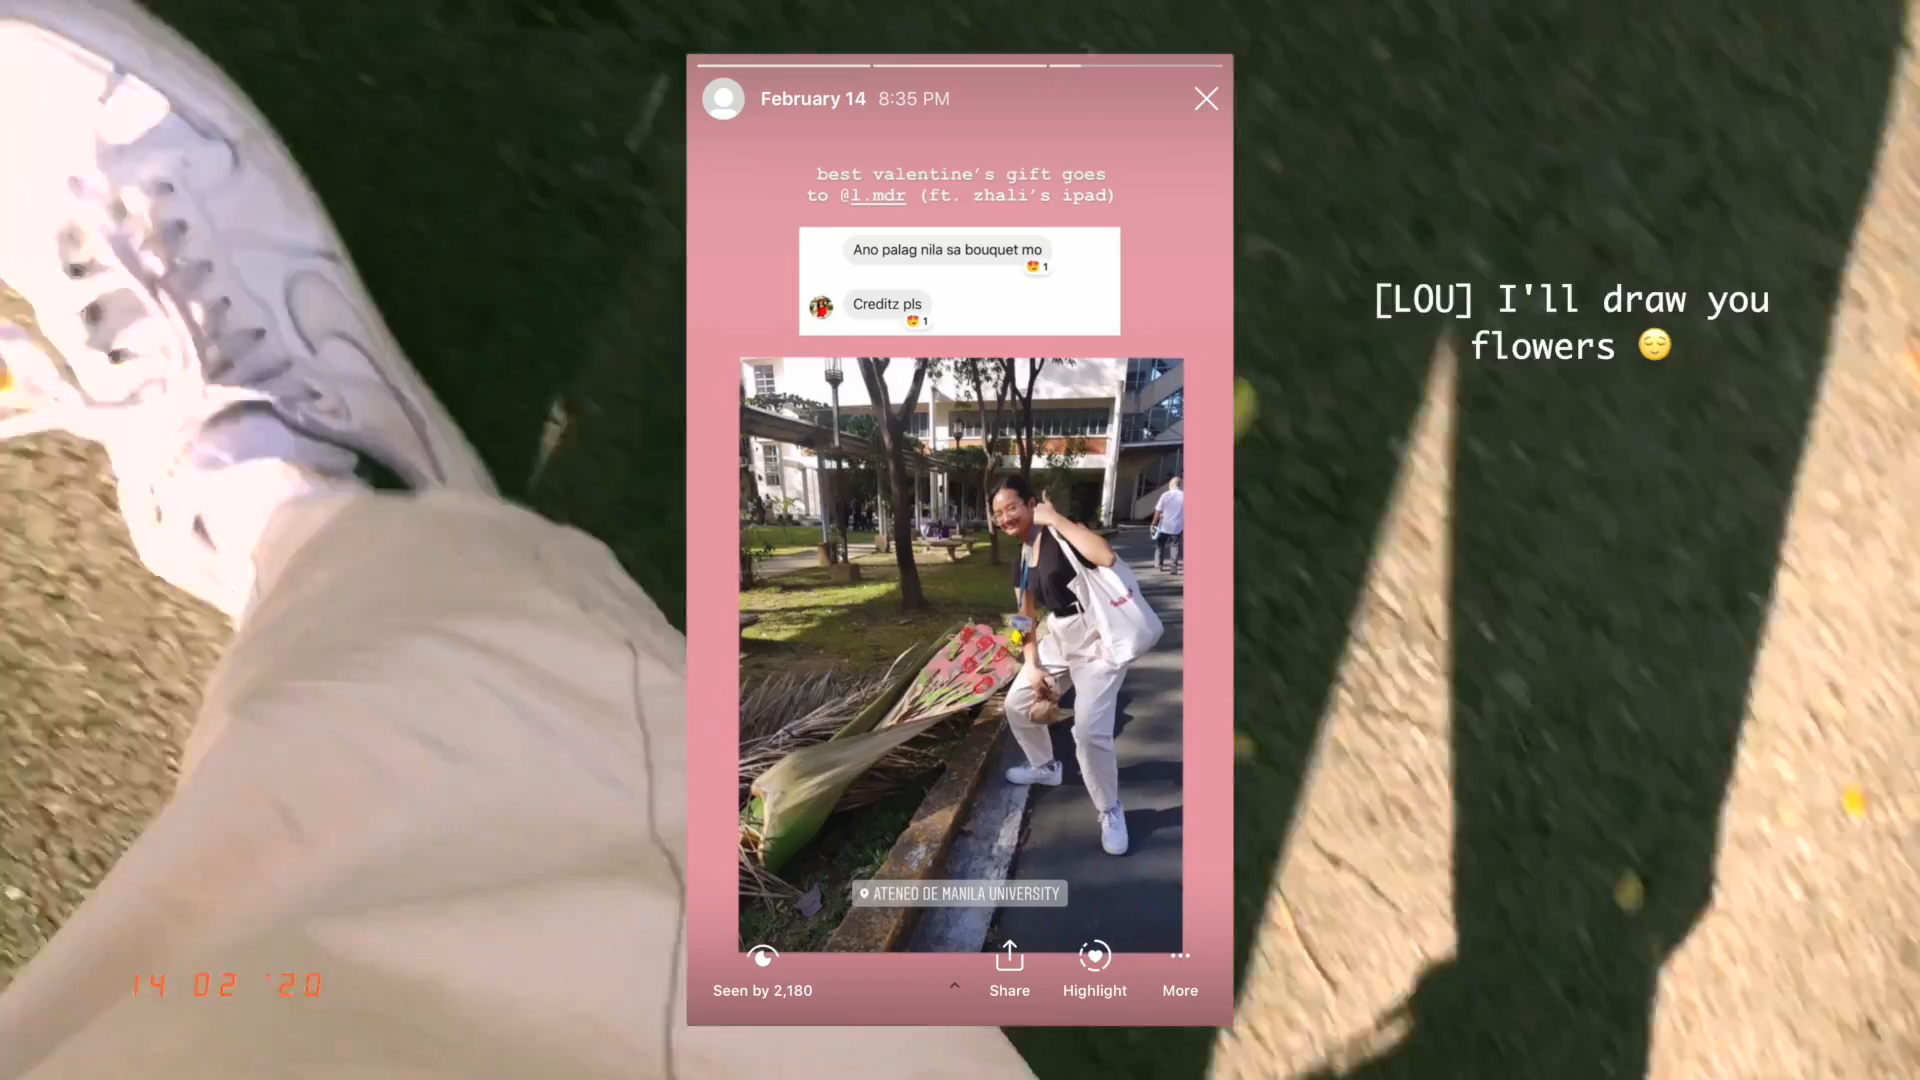 February 14 8:35 PM
best valentine's gift goes
to @l.mdr (ft. zhali's ipad)
Ano palag nila sa bouquet mo
1
Creditz pls
1
ATENEO DE MANILA UNIVERSITY
Seen by 2,180
Share
Highlight
More
[LOU] I'll draw you
flowers 😌
14 02 '20